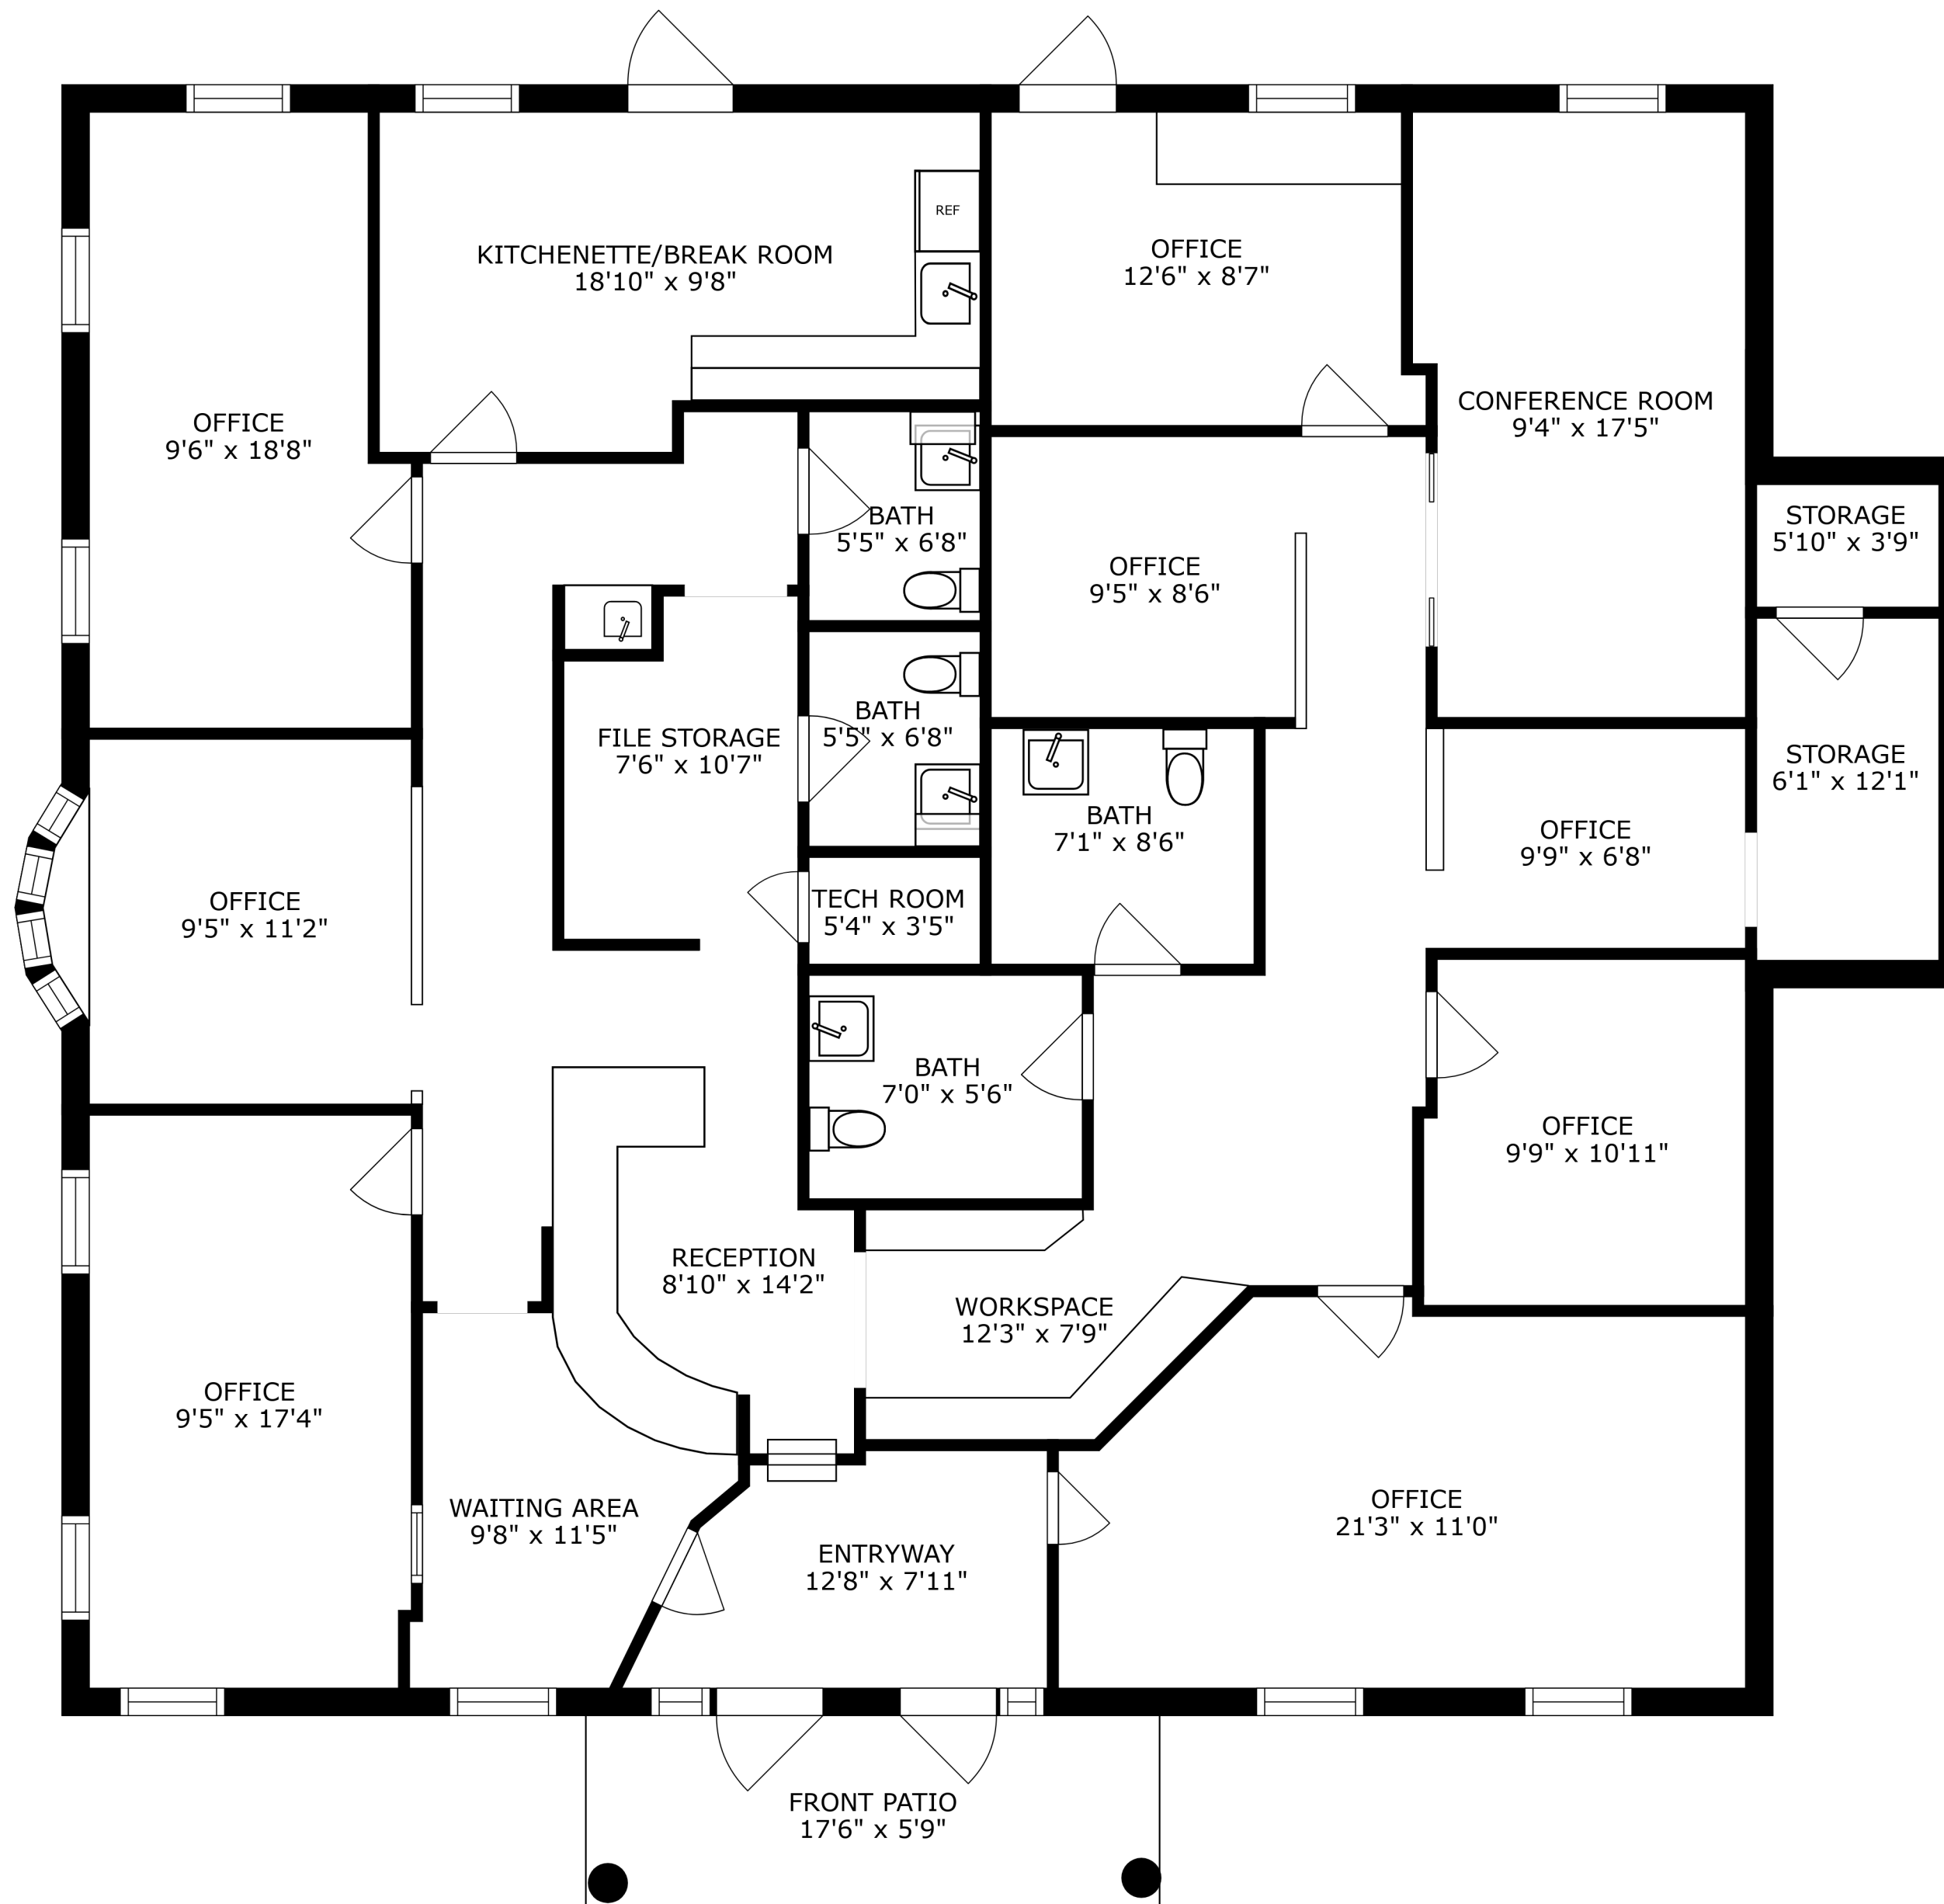 REF
KITCHENETTE/BREAK ROOM
18'10" x 9'8"
OFFICE
12'6" x 8'7"
CONFERENCE ROOM
9'4" x 17'5"
OFFICE
9'6" x 18'8"
BATH
5'5" x 6'8"
STORAGE
5'10" x 3'9"
OFFICE
9'5" x 8'6"
FILE STORAGE
7'6" x 10'7"
BATH
5'5" x 6'8"
STORAGE
6'1" x 12'1"
BATH
7'1" x 8'6"
OFFICE
9'9" x 6'8"
OFFICE
9'5" x 11'2"
TECH ROOM
5'4" x 3'5"
BATH
7'0" x 5'6"
OFFICE
9'9" x 10'11"
RECEPTION
8'10" x 14'2"
WORKSPACE
12'3" x 7'9"
OFFICE
9'5" x 17'4"
WAITING AREA
9'8" x 11'5"
OFFICE
21'3" x 11'0"
ENTRYWAY
12'8" x 7'11"
FRONT PATIO
17'6" x 5'9"